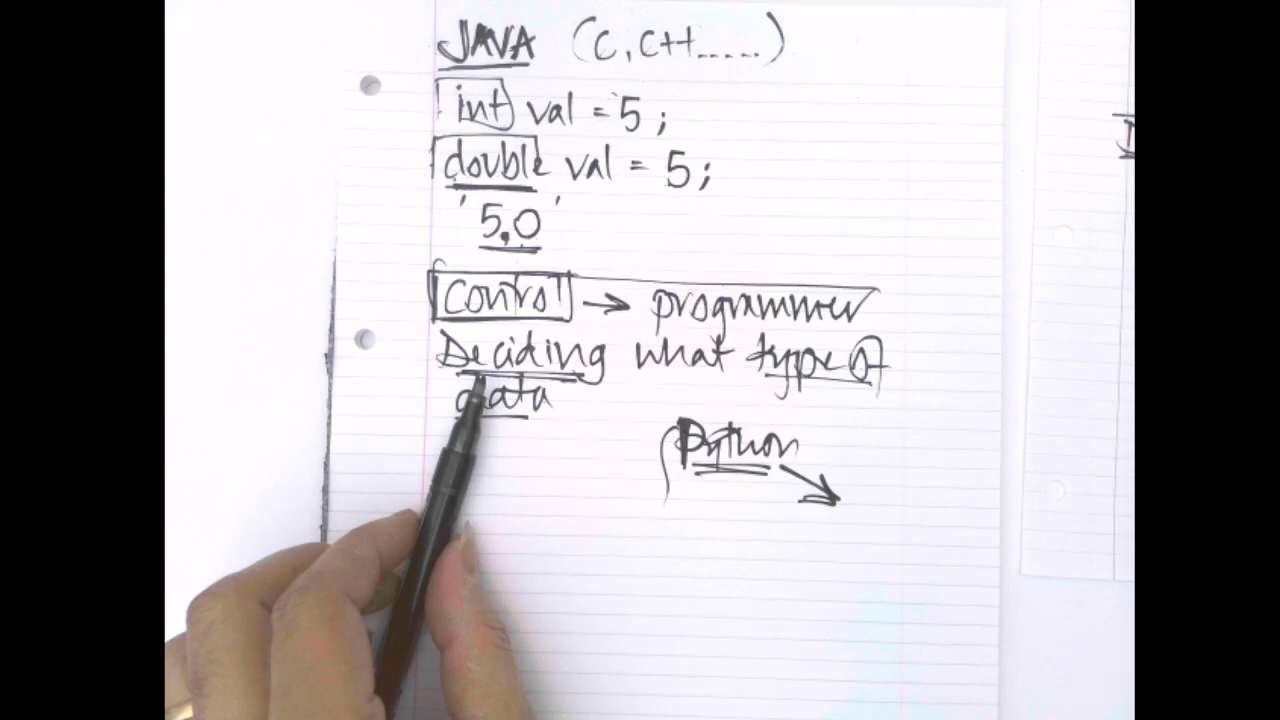 JAVA (C, C++......)
int val = 5;
double val = 5;
'5.0'
Control → programmer
Deciding what type of
data
Python